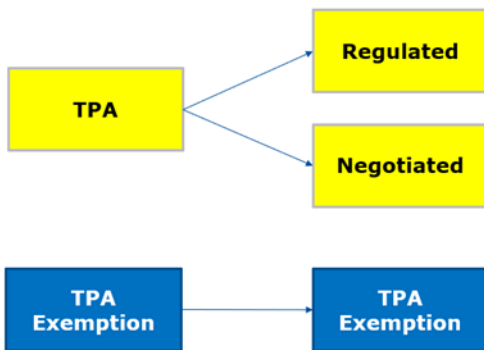 Regulated
TPA
Negotiated
TPA
Exemption
TPA
Exemption